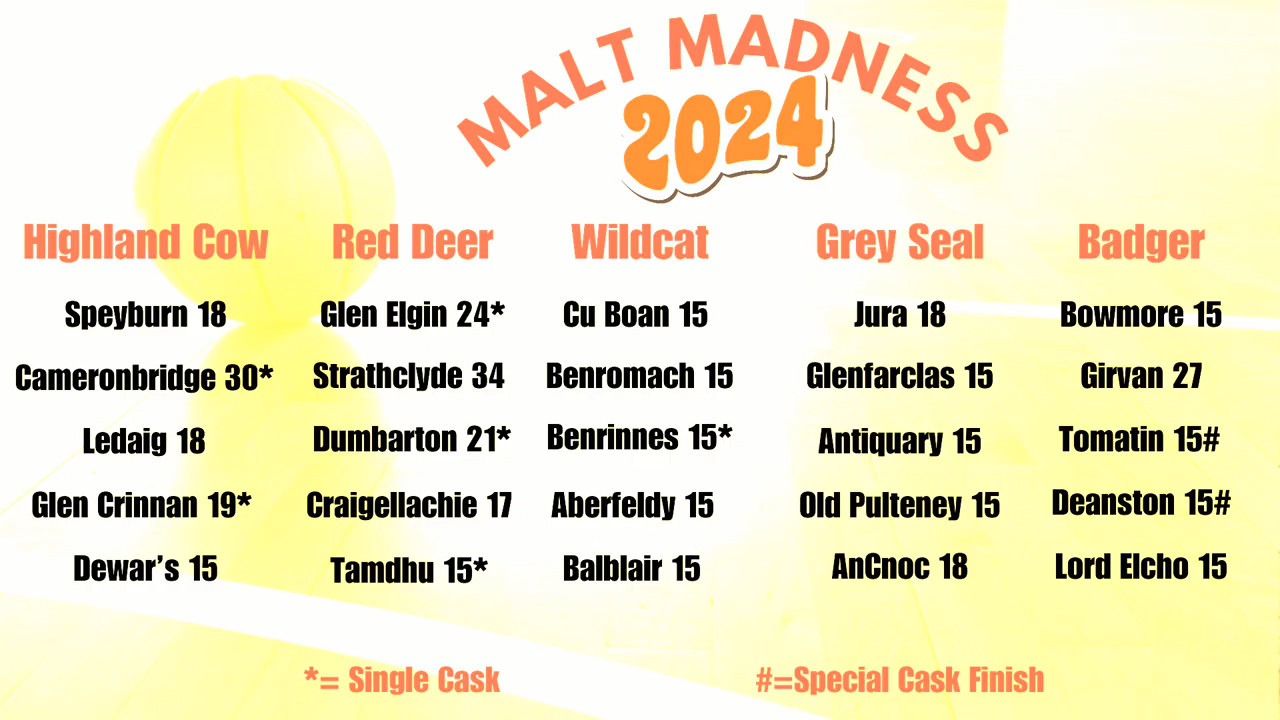 MALT MADNESS
2024
Highland Cow Red Deer Wildcat Grey Seal Badger
Speyburn 18 Glen Elgin 24* Cu Boan 15 Jura 18 Bowmore 15
Cameronbridge 30* Strathclyde 34 Benromach 15 Glenfarclas 15 Girvan 27
Ledaig 18 Dumbarton 21* Benrinnes 15* Antiquary 15 Tomatin 15#
Glen Crinnan 19* Craigellachie 17 Aberfeldy 15 Old Pulteney 15 Deanston 15#
Dewar’s 15 Tamdhu 15* Balblair 15 AnCnoc 18 Lord Elcho 15
*= Single Cask #=Special Cask Finish